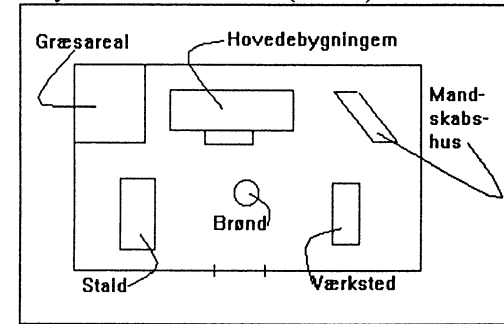 Græsareal
Hovedebygningem
Mand-
skabs-
hus
Brønd
Stald
Værksted